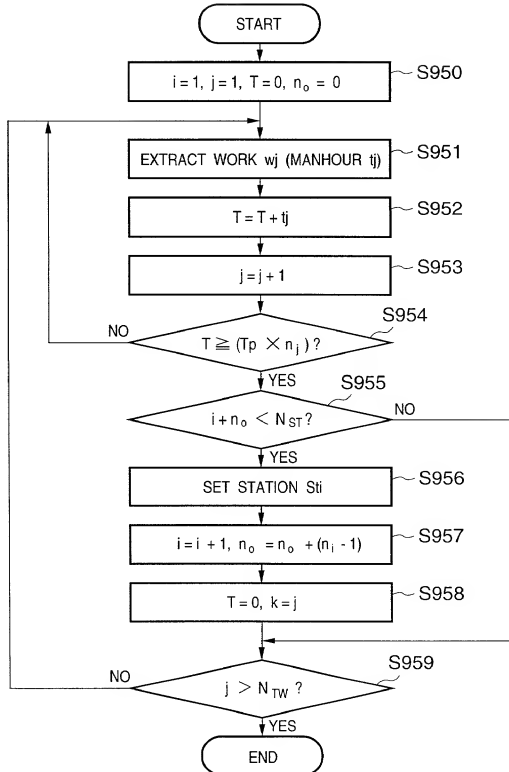 START
i = 1, j = 1, T = 0, n₀ = 0
S950
EXTRACT WORK wj (MANHOUR tj)
S951
T = T + tj
S952
j = j + 1
S953
T ≧ (Tp × nⱼ) ?
S954
NO
YES
i + n₀ < N_ST?
S955
NO
YES
SET STATION Sti
S956
i = i + 1, n₀ = n₀ + (nᵢ - 1)
S957
T = 0, k = j
S958
j > N_TW ?
S959
NO
YES
END